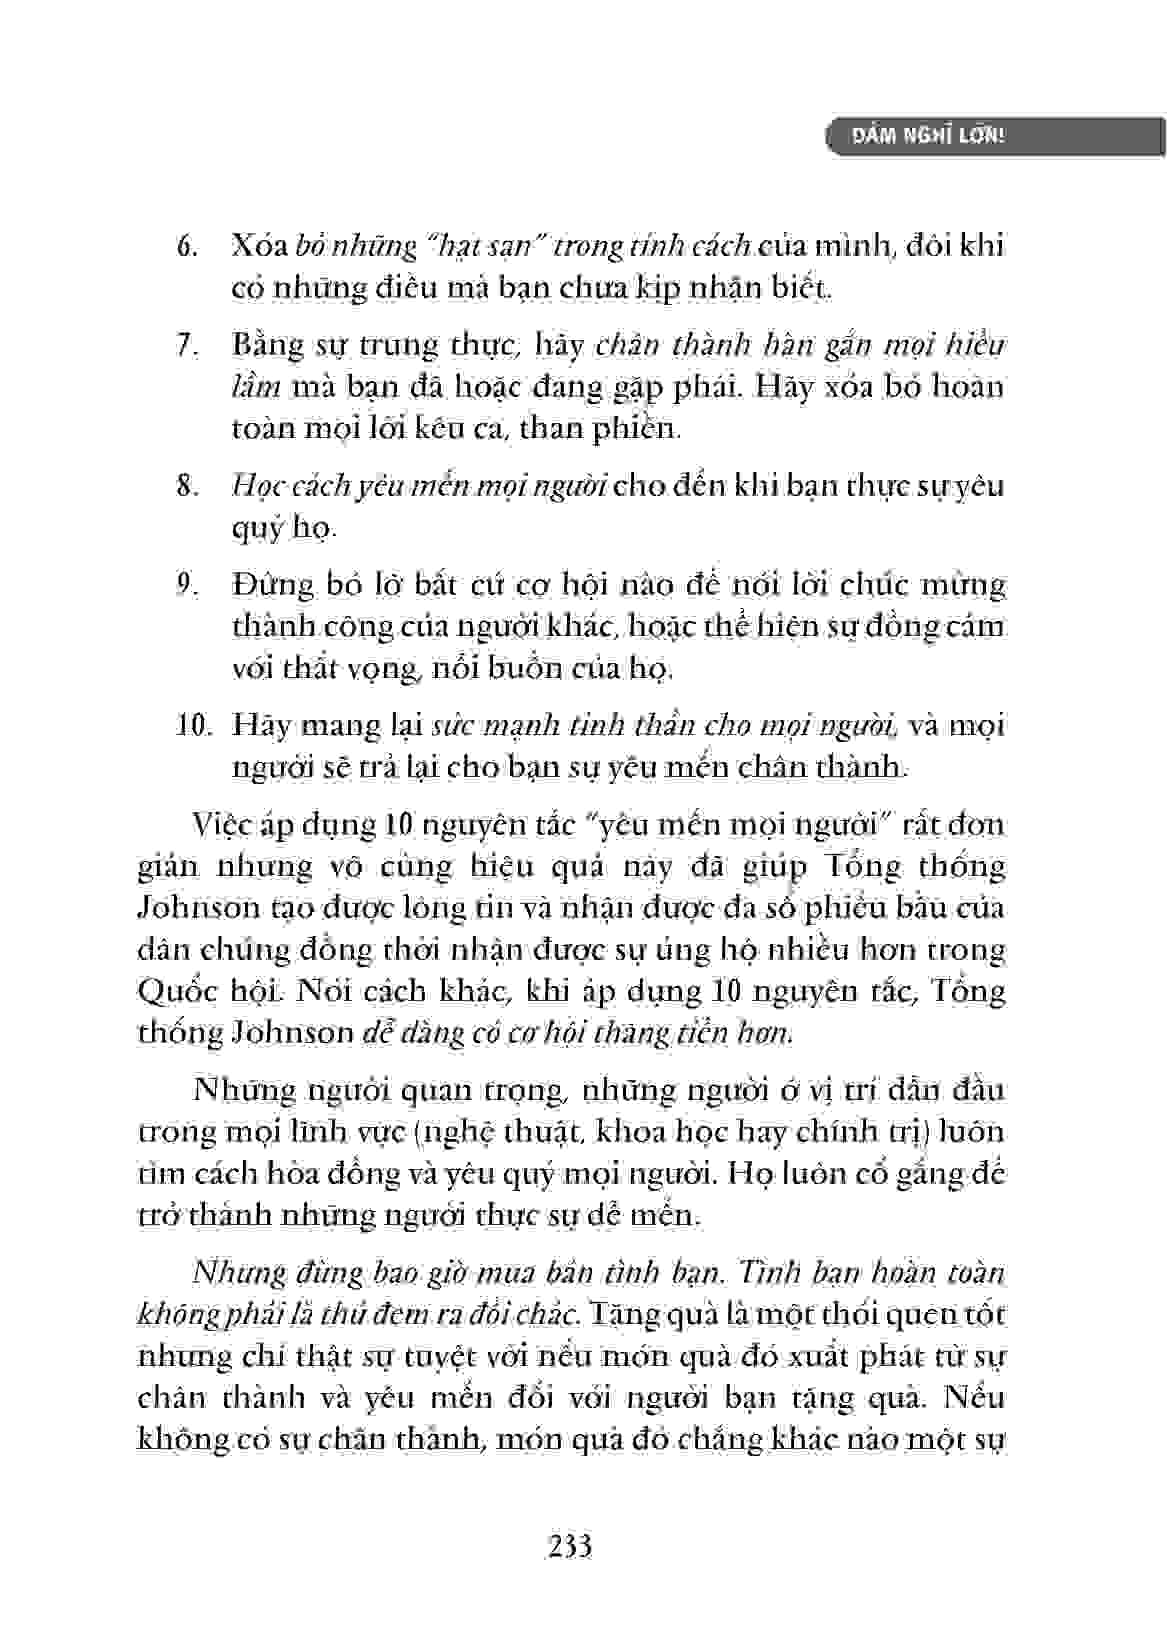 DÁM NGHĨ LỚN!
6. Xóa bỏ những “hạt sạn” trong tính cách của mình, đôi khi
có những điều mà bạn chưa kịp nhận biết.
7. Bằng sự trung thực, hãy chân thành hàn gắn mọi hiểu
lầm mà bạn đã hoặc đang gặp phải. Hãy xóa bỏ hoàn
toàn mọi lời kêu ca, than phiền.
8. Học cách yêu mến mọi người cho đến khi bạn thực sự yêu
quý họ.
9. Đừng bỏ lỡ bất cứ cơ hội nào để nói lời chúc mừng
thành công của người khác, hoặc thể hiện sự đồng cảm
với thất vọng, nỗi buồn của họ.
10. Hãy mang lại sức mạnh tinh thần cho mọi người, và mọi
người sẽ trả lại cho bạn sự yêu mến chân thành.
Việc áp dụng 10 nguyên tắc “yêu mến mọi người” rất đơn
giản nhưng vô cùng hiệu quả này đã giúp Tổng thống
Johnson tạo được lòng tin và nhận được đa số phiếu bầu của
dân chúng đồng thời nhận được sự ủng hộ nhiều hơn trong
Quốc hội. Nói cách khác, khi áp dụng 10 nguyên tắc, Tổng
thống Johnson dễ dàng có cơ hội thăng tiến hơn.
Những người quan trọng, những người ở vị trí dẫn đầu
trong mọi lĩnh vực (nghệ thuật, khoa học hay chính trị) luôn
tìm cách hòa đồng và yêu quý mọi người. Họ luôn cố gắng để
trở thành những người thực sự dễ mến.
Nhưng đừng bao giờ mua bán tình bạn. Tình bạn hoàn toàn
không phải là thứ đem ra đổi chác. Tặng quà là một thói quen tốt
nhưng chỉ thật sự tuyệt vời nếu món quà đó xuất phát từ sự
chân thành và yêu mến đối với người bạn tặng quà. Nếu
không có sự chân thành, món quà đó chẳng khác nào một sự
233